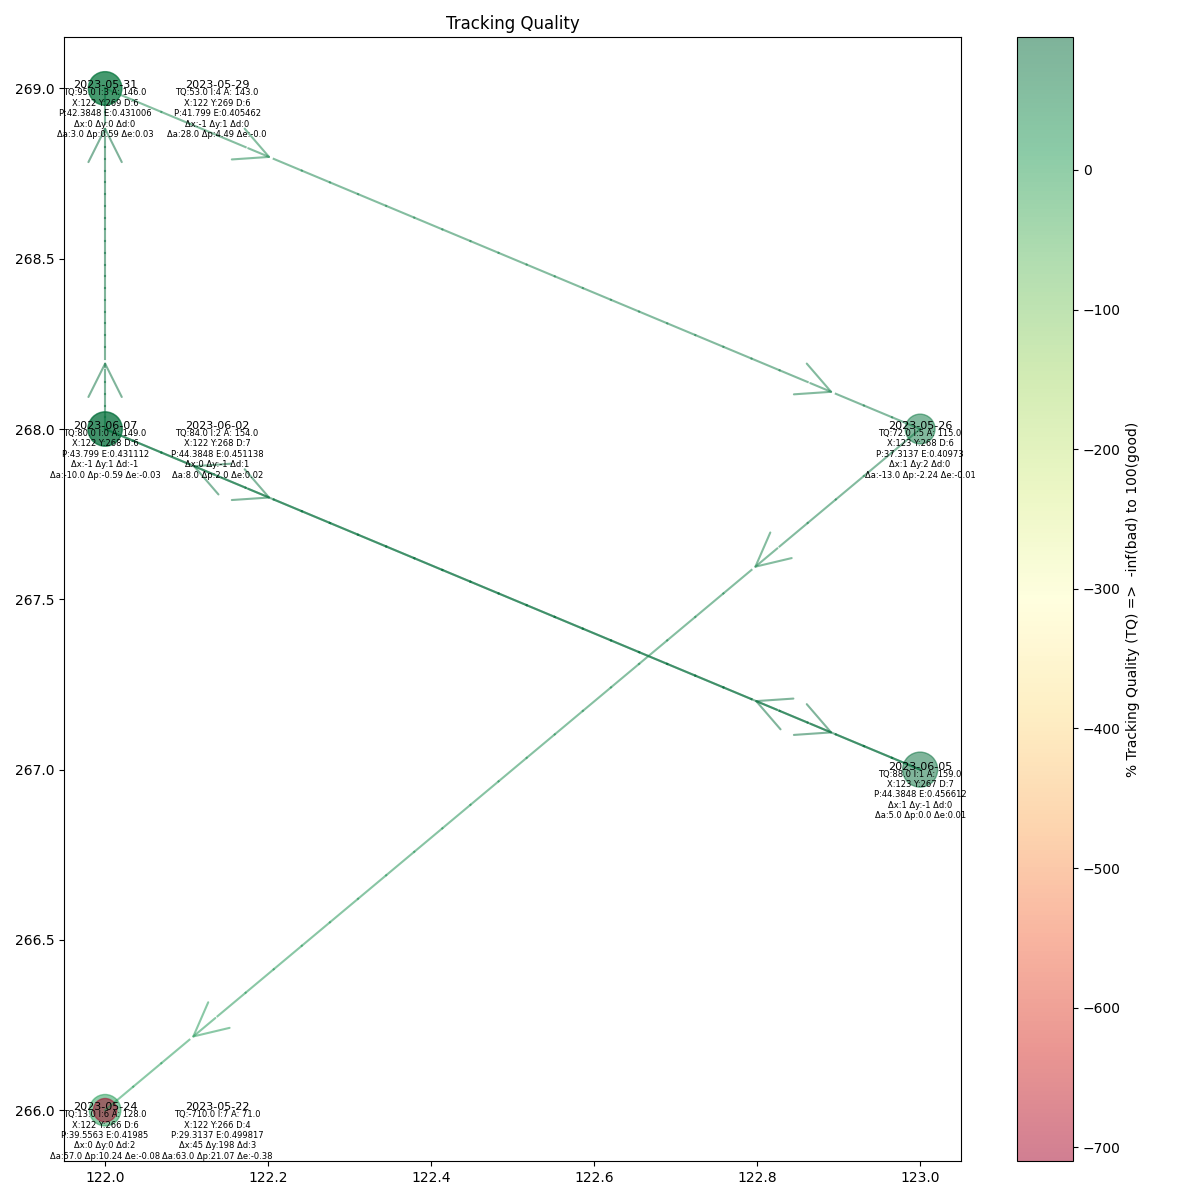 Tracking Quality
269.0
268.5
268.0
267.5
267.0
266.5
266.0
2023-05-31
TQ:95.0 I:3 A: 146.0
X:122 Y:269 D:6
P:42.3848 E:0.431006
Δx:0 Δy:0 Δd:0
Δa:3.0 Δp:0.59 Δe:0.03
2023-05-29
TQ:53.0 I:4 A: 143.0
X:122 Y:269 D:6
P:41.799 E:0.405462
Δx:-1 Δy:1 Δd:0
Δa:28.0 Δp:4.49 Δe:-0.0
2023-06-07
TQ:80.0 I:0 A: 149.0
X:122 Y:268 D:6
P:43.799 E:0.431112
Δx:-1 Δy:1 Δd:-1
Δa:-10.0 Δp:-0.59 Δe:-0.03
2023-06-02
TQ:84.0 I:2 A: 154.0
X:122 Y:268 D:7
P:44.3848 E:0.451138
Δx:0 Δy:-1 Δd:1
Δa:8.0 Δp:2.0 Δe:0.02
2023-05-26
TQ:72.0 I:5 A: 115.0
X:123 Y:268 D:6
P:37.3137 E:0.40973
Δx:1 Δy:2 Δd:0
Δa:-13.0 Δp:-2.24 Δe:-0.01
2023-06-05
TQ:88.0 I:1 A: 159.0
X:123 Y:267 D:7
P:44.3848 E:0.456612
Δx:1 Δy:-1 Δd:0
Δa:5.0 Δp:0.0 Δe:0.01
2023-05-24
TQ:13.0 I:6 A: 128.0
X:122 Y:266 D:6
P:39.5563 E:0.41985
Δx:0 Δy:0 Δd:2
Δa:57.0 Δp:10.24 Δe:-0.08
2023-05-22
TQ:-710.0 I:7 A: 71.0
X:122 Y:266 D:4
P:29.3137 E:0.499817
Δx:45 Δy:198 Δd:3
Δa:63.0 Δp:21.07 Δe:-0.38
122.0
122.2
122.4
122.6
122.8
123.0
0
−100
−200
−300
−400
−500
−600
−700
% Tracking Quality (TQ) => -inf(bad) to 100(good)